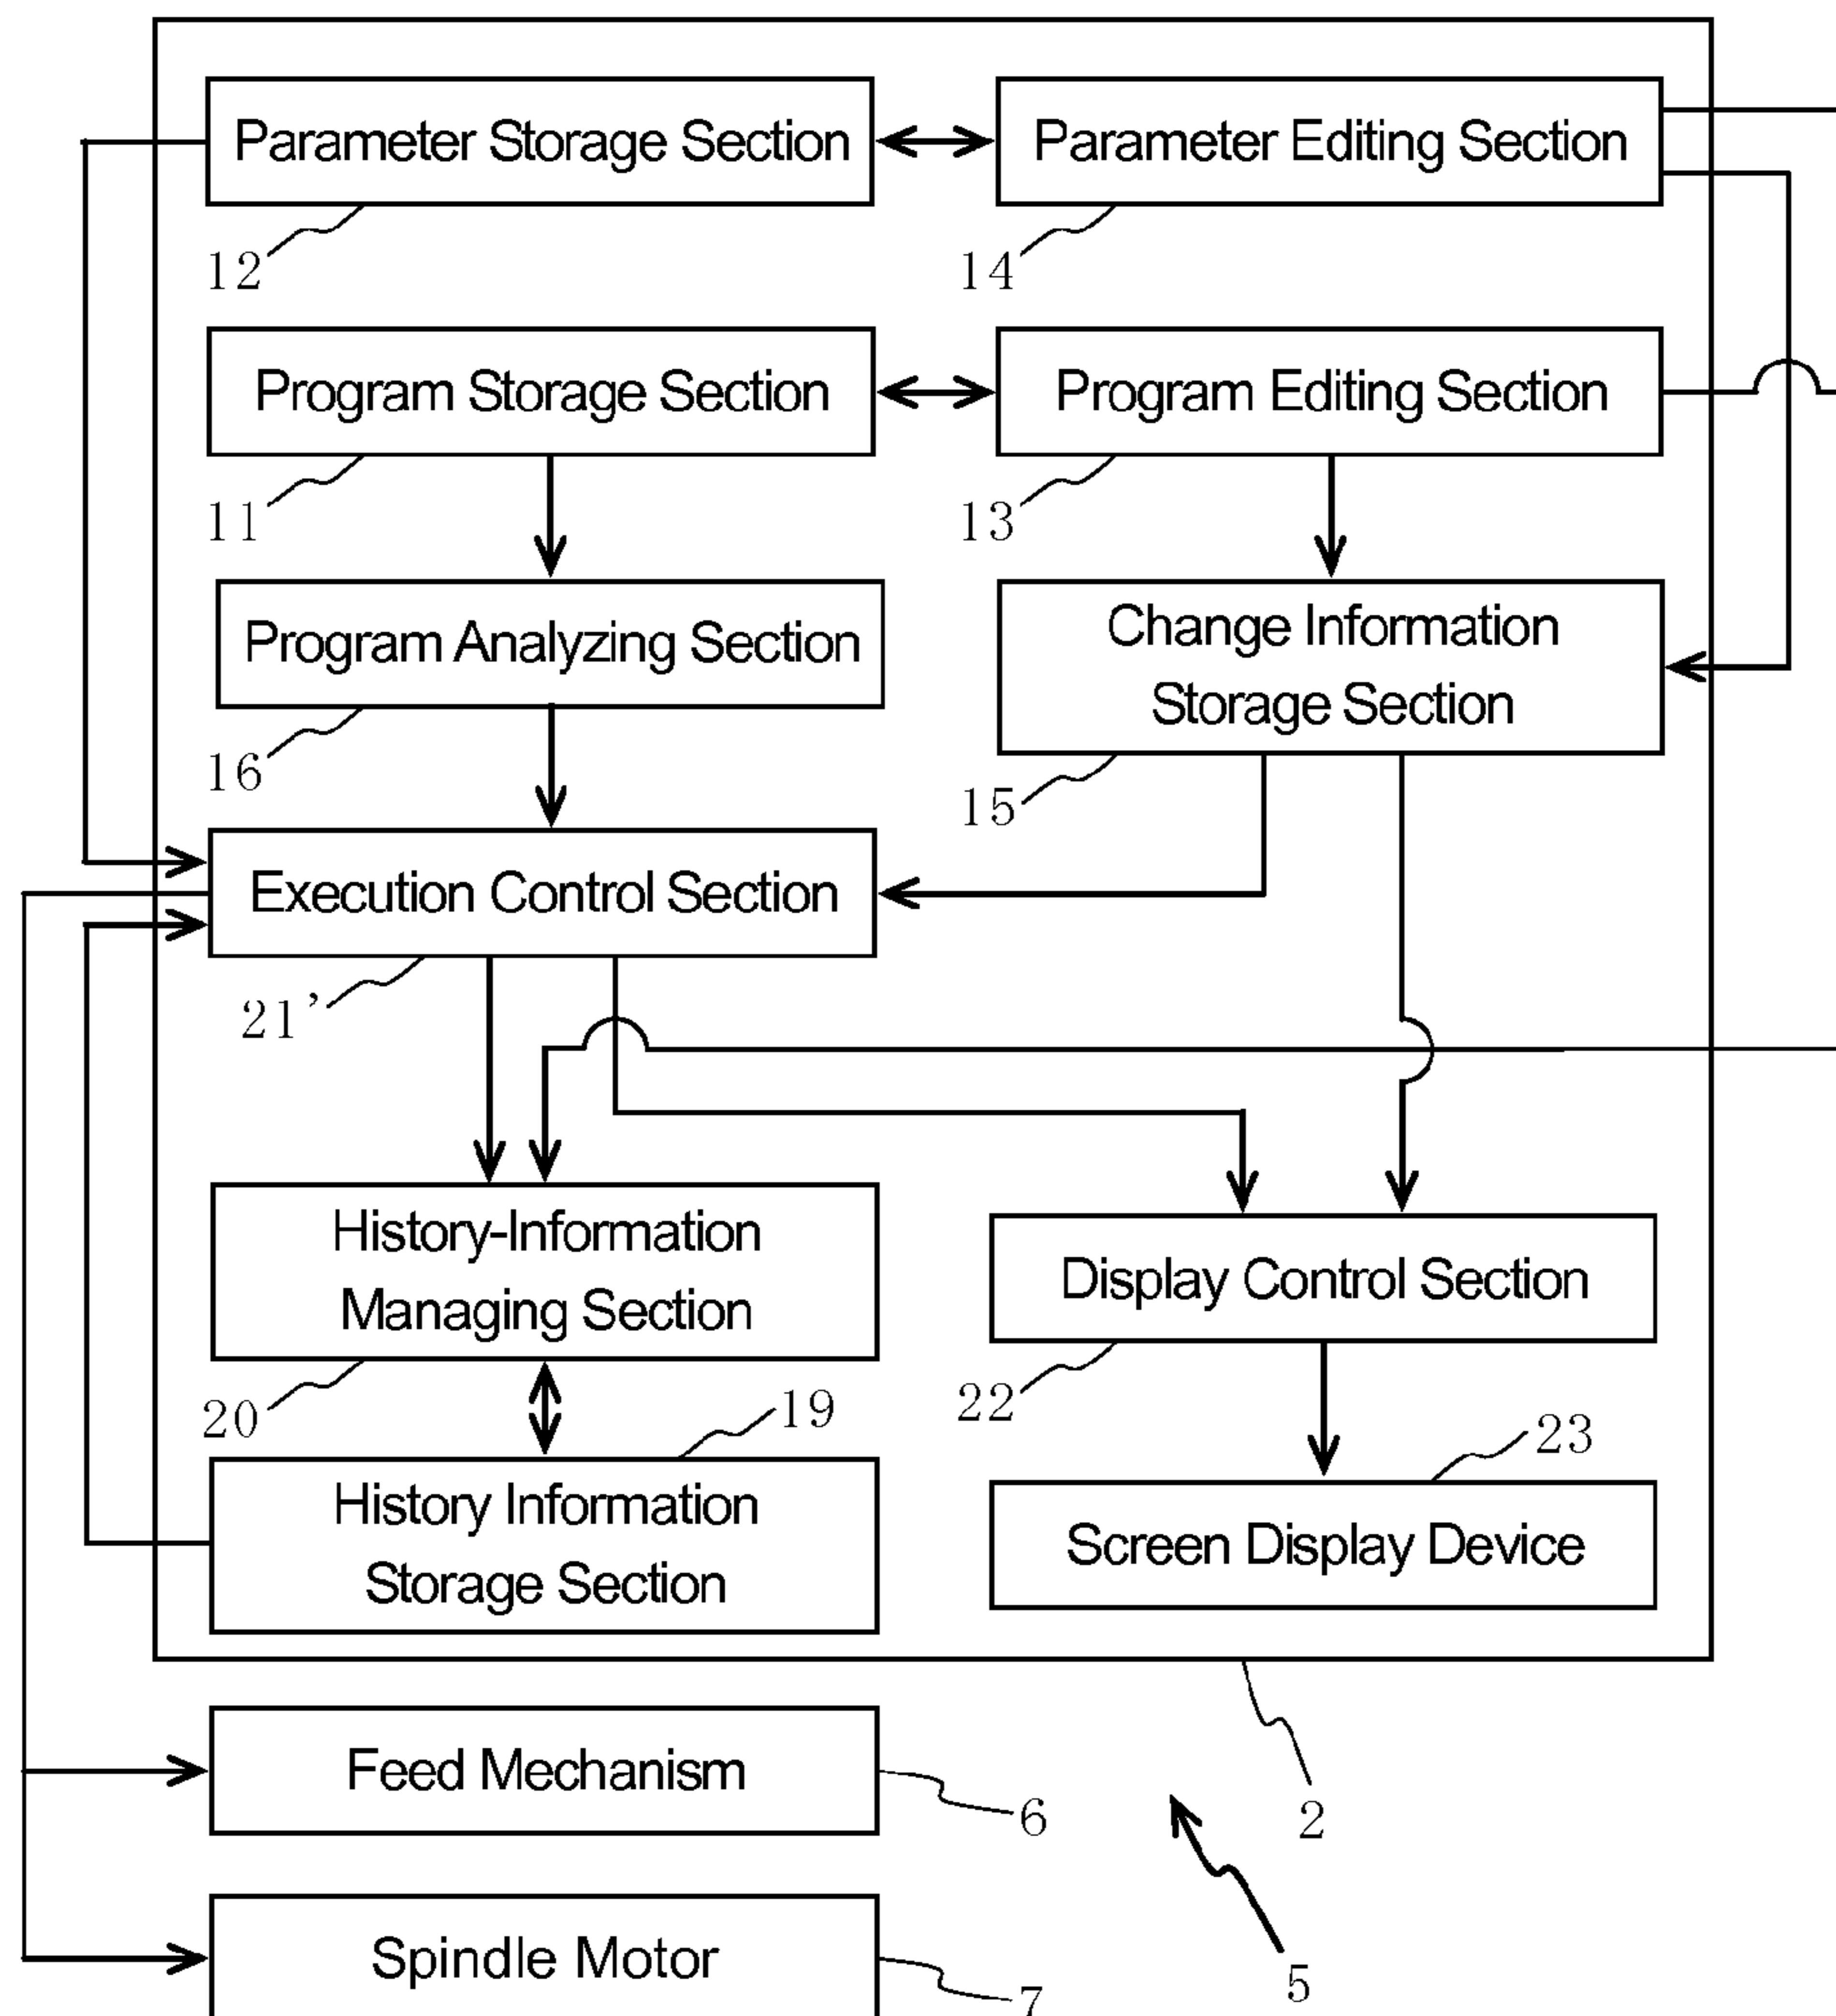 Parameter Storage Section
Parameter Editing Section
12
14
Program Storage Section
Program Editing Section
11
13
Program Analyzing Section
Change Information
Storage Section
16
15
Execution Control Section
21’
History-Information
Managing Section
Display Control Section
20
19
22
23
History Information
Storage Section
Screen Display Device
Feed Mechanism
6
2
Spindle Motor
7
5